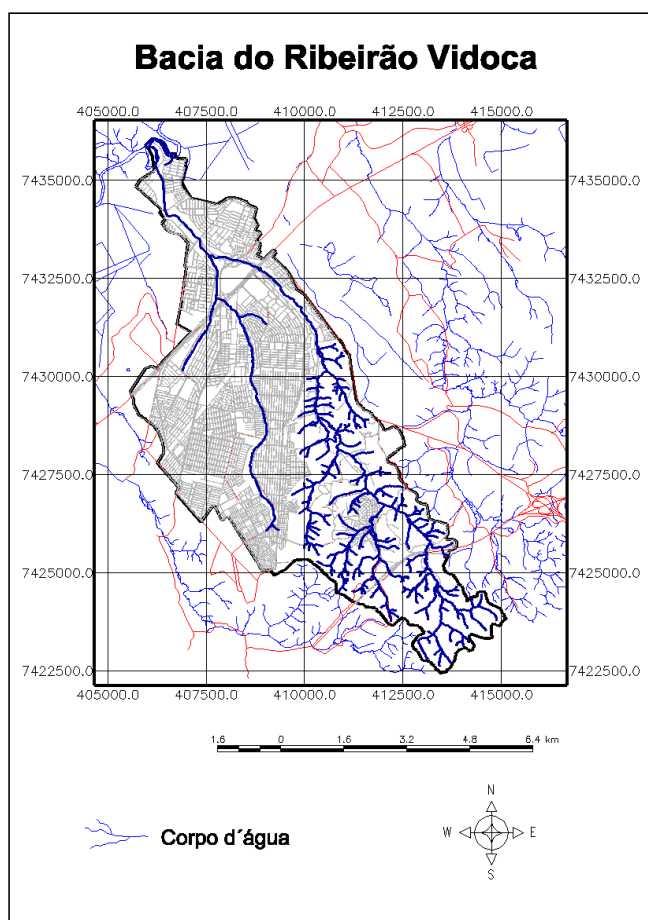 Bacia do Ribeirão Vidoca
405000.0 407500.0 410000.0 412500.0 415000.0
7435000.0 7435000.0
7432500.0 7432500.0
7430000.0 7430000.0
7427500.0 7427500.0
7425000.0 7425000.0
7422500.0 7422500.0
405000.0 407500.0 410000.0 412500.0 415000.0
1.6 0 1.6 3.2 4.8 6.4 km
N
W E
S
Corpo d´água